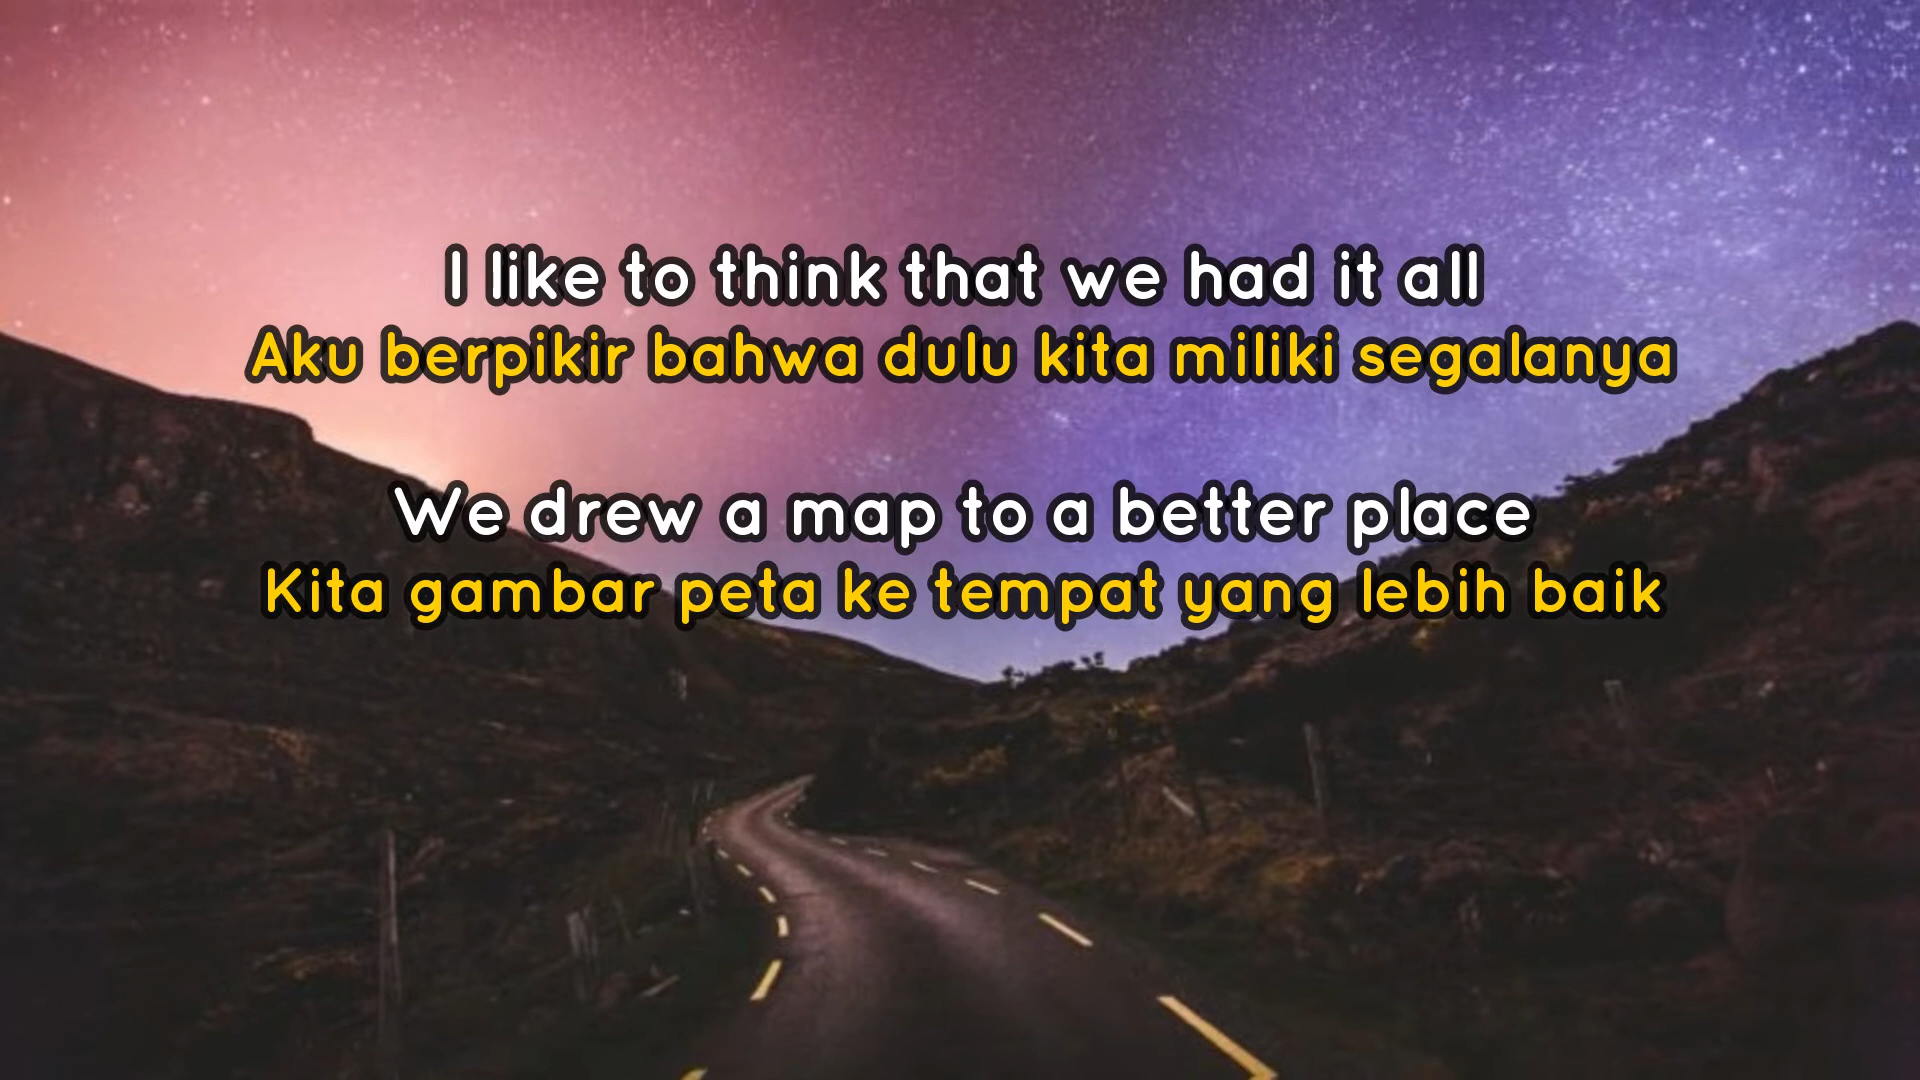 I like to think that we had it all
Aku berpikir bahwa dulu kita miliki segalanya
We drew a map to a better place
Kita gambar peta ke tempat yang lebih baik